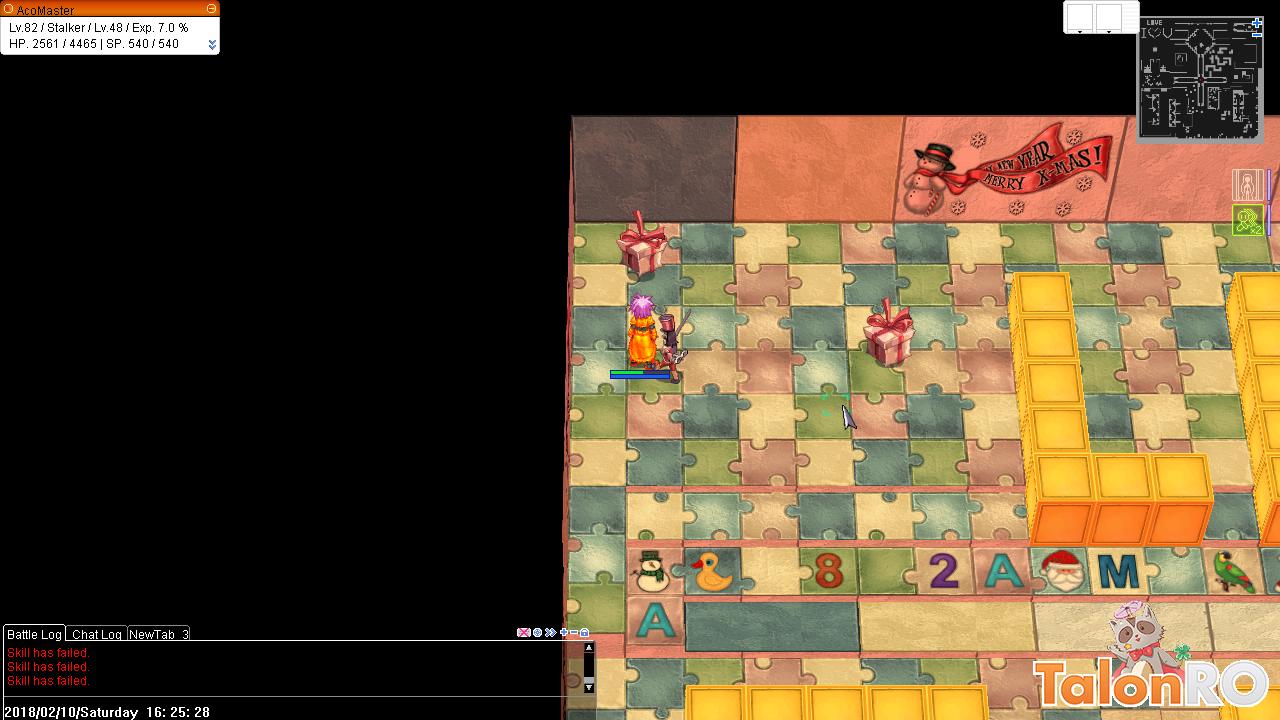 AcoMaster
Lv.82 / Stalker / Lv.48 / Exp. 7.0 %
HP. 2561 / 4465 | SP. 540 / 540
LOVE
I
U
NEW YEAR
MERRY X-MAS!
x2
8
2
A
M
A
Battle Log
Chat Log
NewTab 3
Skill has failed.
Skill has failed.
Skill has failed.
2018/02/10/Saturday 16:25:28
TalonRO